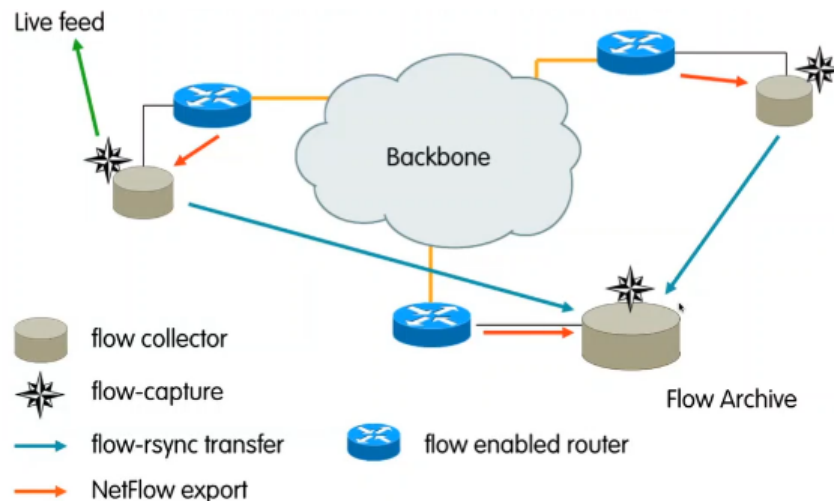 Live feed
Backbone
flow collector
flow-capture
Flow Archive
flow-rsync transfer
flow enabled router
NetFlow export